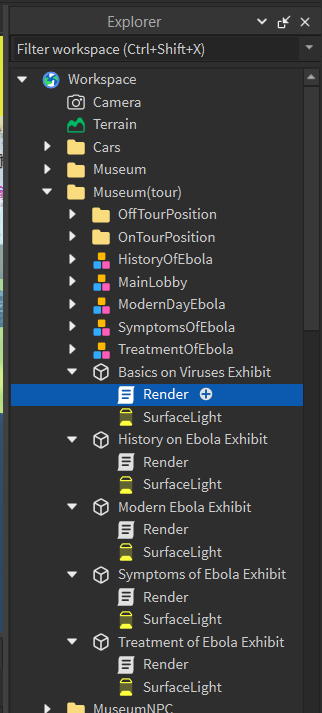 Explorer
Filter workspace (Ctrl+Shift+X)
Workspace
Camera
Terrain
Cars
Museum
Museum(tour)
OffTourPosition
OnTourPosition
HistoryOfEbola
MainLobby
ModernDayEbola
SymptomsOfEbola
TreatmentOfEbola
Basics on Viruses Exhibit
Render
SurfaceLight
History on Ebola Exhibit
Render
SurfaceLight
Modern Ebola Exhibit
Render
SurfaceLight
Symptoms of Ebola Exhibit
Render
SurfaceLight
Treatment of Ebola Exhibit
Render
SurfaceLight
MuseumNPC